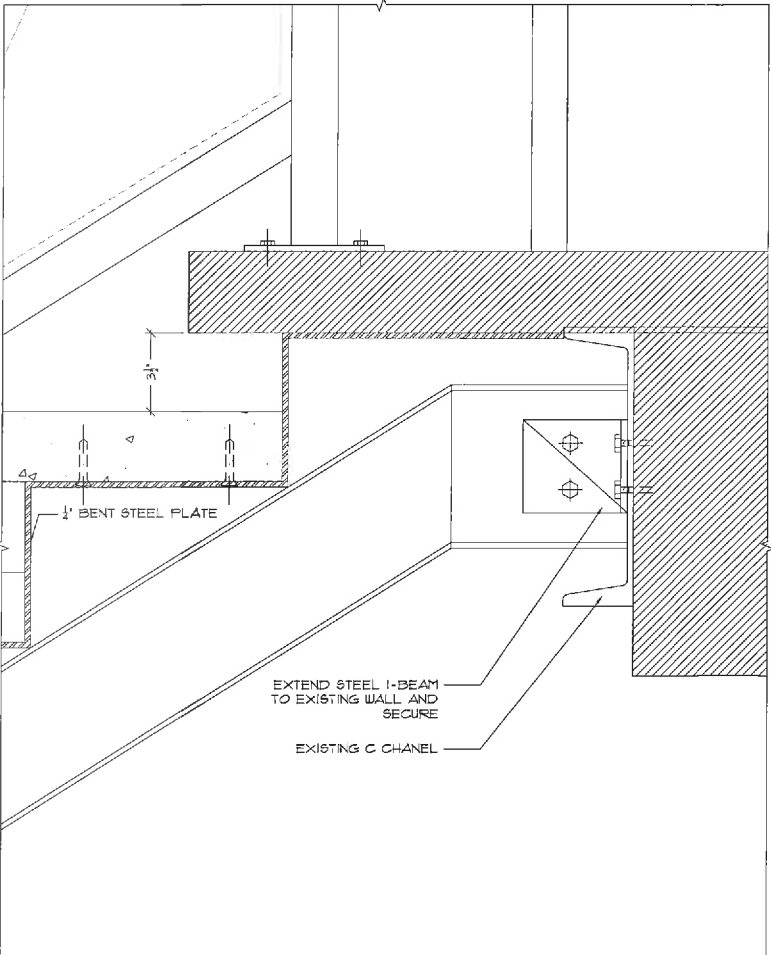 3½"
¼" BENT STEEL PLATE
EXTEND STEEL I-BEAM
TO EXISTING WALL AND
SECURE
EXISTING C CHANEL